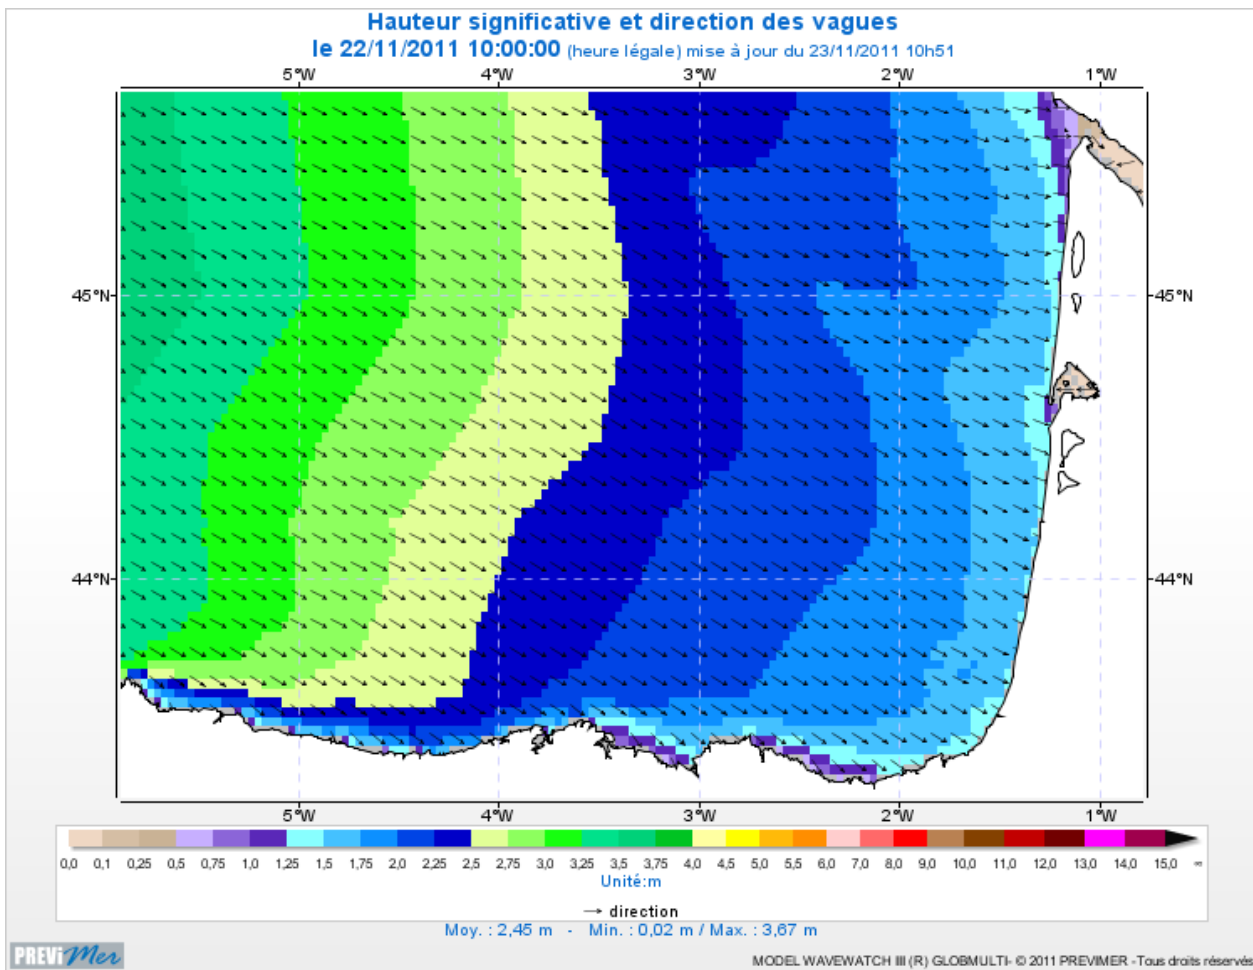 Hauteur significative et direction des vagues
le 22/11/2011 10:00:00 (heure légale) mise à jour du 23/11/2011 10h51
5°W 4°W 3°W 2°W 1°W
45°N 45°N
44°N 44°N
5°W 4°W 3°W 2°W 1°W
0,0 0,1 0,25 0,5 0,75 1,0 1,25 1,5 1,75 2,0 2,25 2,5 2,75 3,0 3,25 3,5 3,75 4,0 4,5 5,0 5,5 6,0 7,0 8,0 9,0 10,0 11,0 12,0 13,0 14,0 15,0 ∞
Unité:m
direction
Moy. : 2,45 m - Min. : 0,02 m / Max. : 3,67 m
PREViMer
MODEL WAVEWATCH III (R) GLOBMULTI- © 2011 PREVIMER -Tous droits réservés